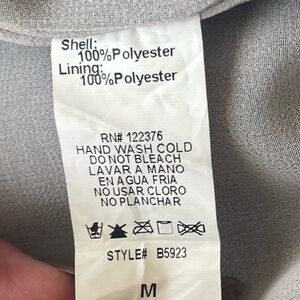 Shell:
100%Polyester
Lining:
100%Polyester
RN# 122376
HAND WASH COLD
DO NOT BLEACH
LAVAR A MANO
EN AGUA FRIA
NO USAR CLORO
NO PLANCHAR
STYLE# B5923
M